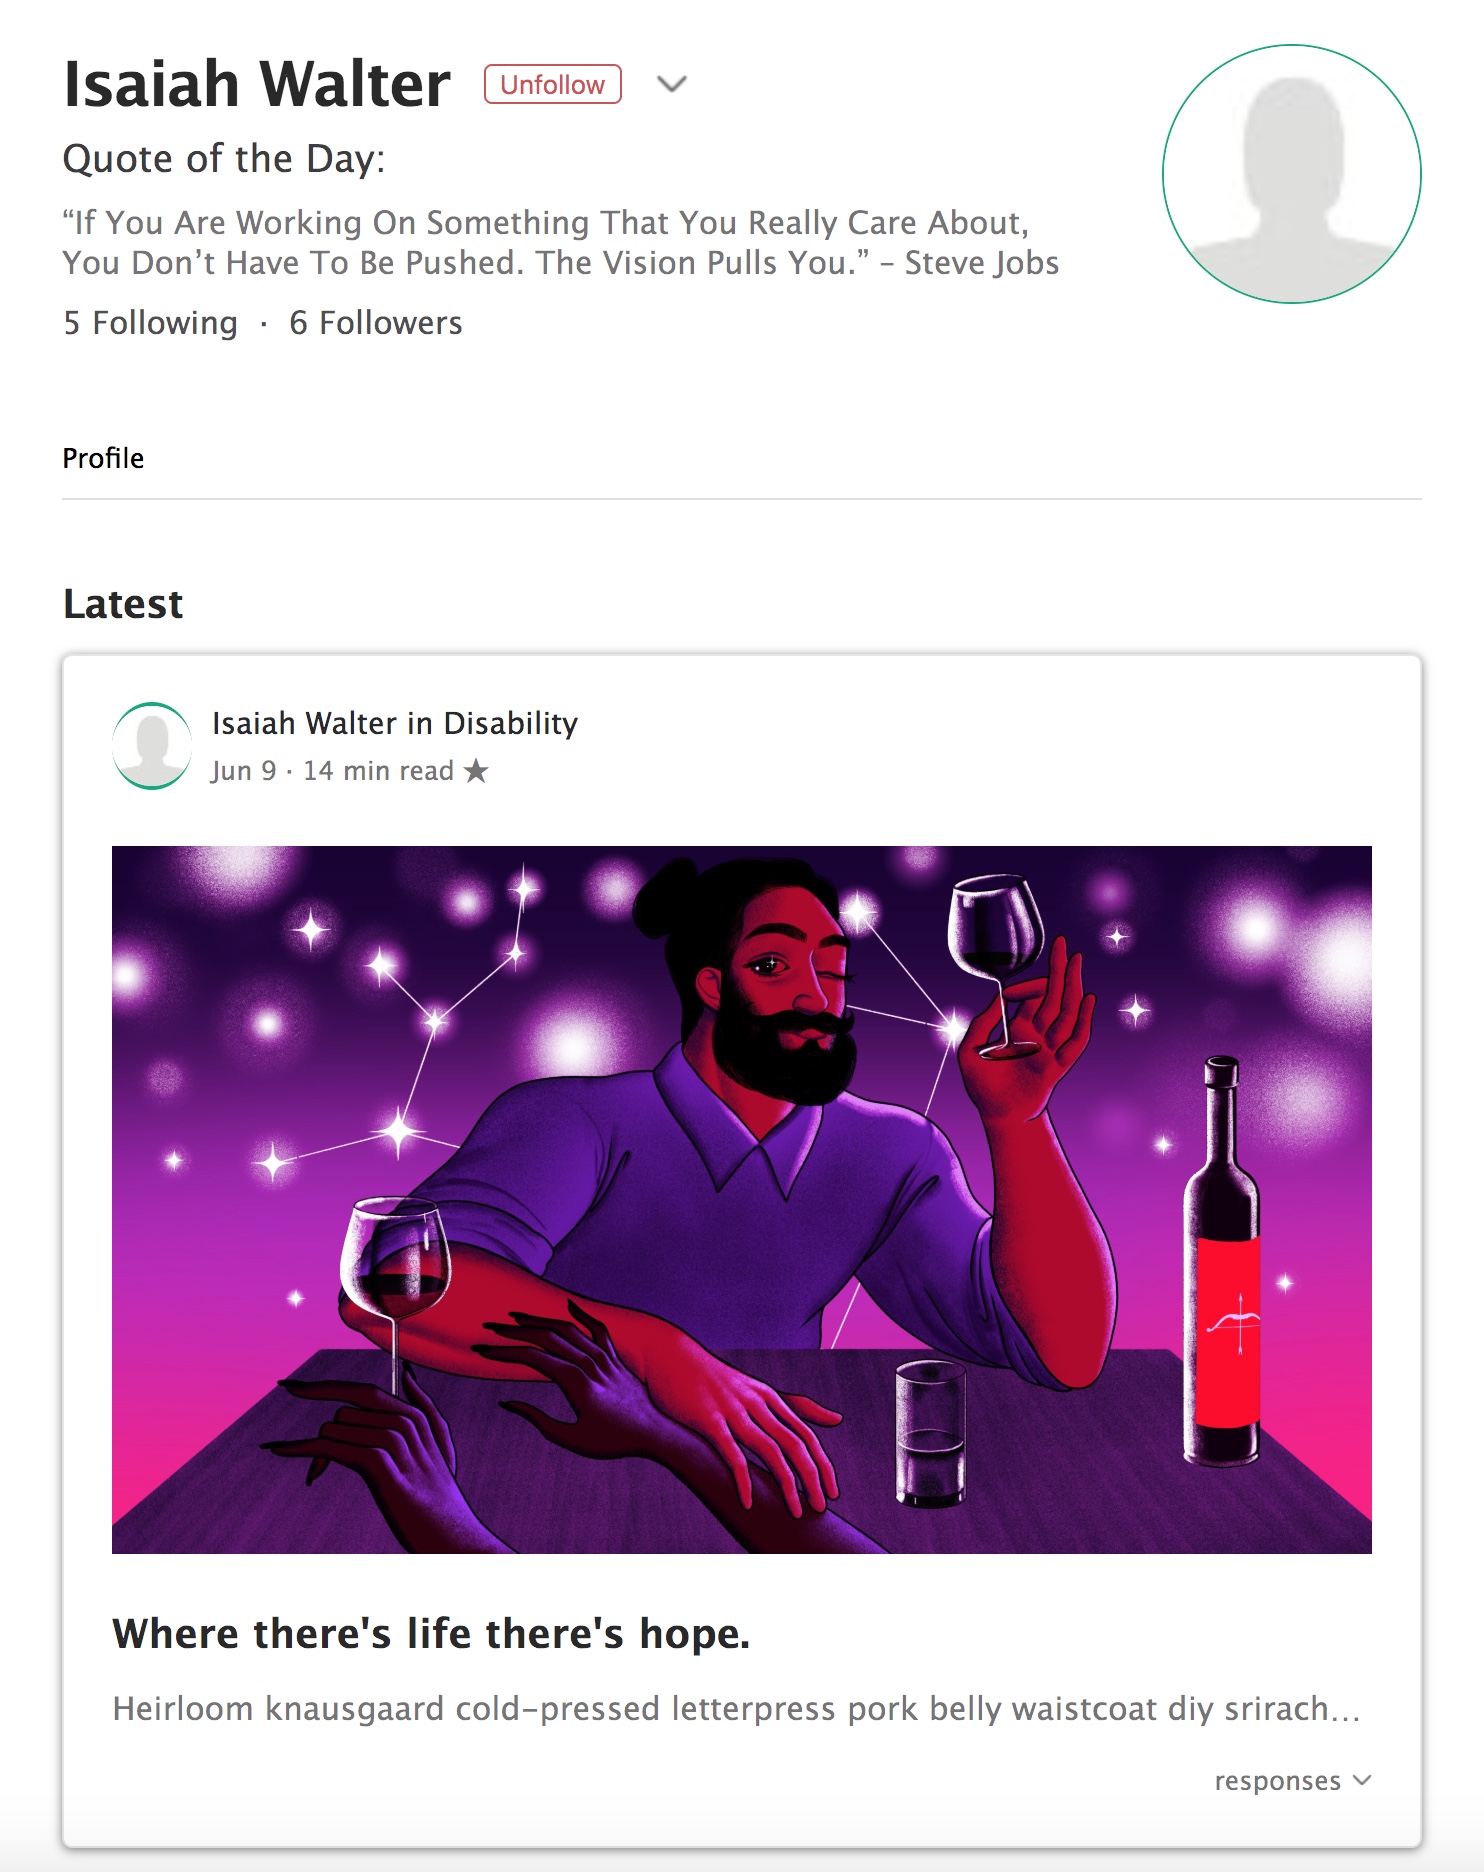 Isaiah Walter
Unfollow
Quote of the Day:
“If You Are Working On Something That You Really Care About,
You Don’t Have To Be Pushed. The Vision Pulls You.” – Steve Jobs
5 Following · 6 Followers
Profile
Latest
Isaiah Walter in Disability
Jun 9 · 14 min read ★
Where there's life there's hope.
Heirloom knausgaard cold-pressed letterpress pork belly waistcoat diy srirach...
responses